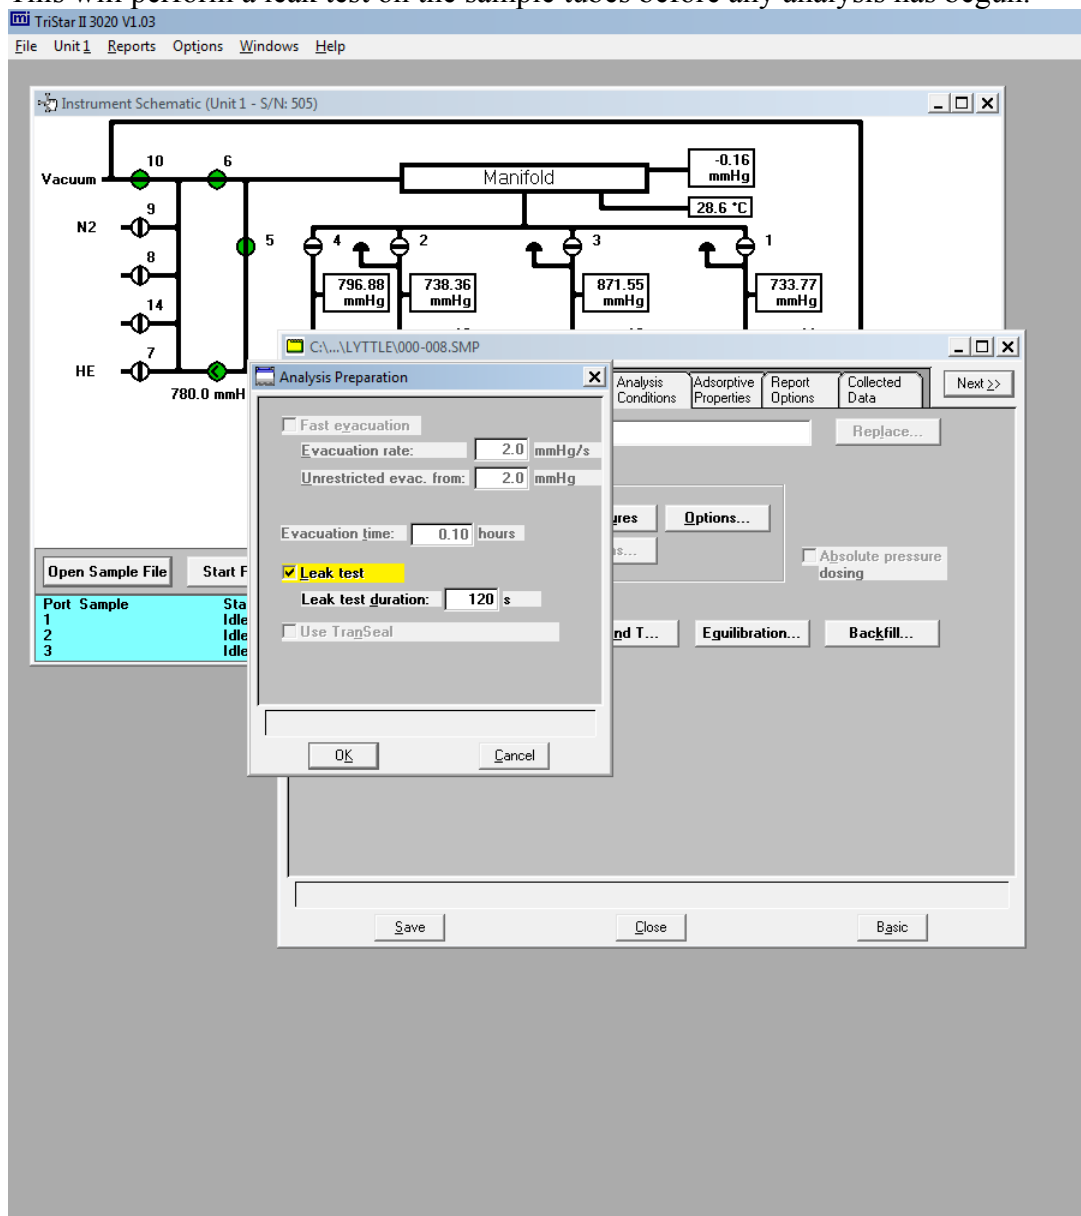 This will perform a leak test on the sample tubes before any analysis has begun.
mi TriStar II 3020 V1.03
File Unit 1 Reports Options Windows Help
Instrument Schematic (Unit 1 - S/N: 505)
Vacuum
10
6
Manifold
-0.16
mmHg
28.6 °C
N2
9
5
4
2
3
1
8
796.88
mmHg
738.36
mmHg
871.55
mmHg
733.77
mmHg
14
HE
7
780.0 mmH
C:\...\LYTTLE\000-008.SMP
Analysis
Conditions
Adsorptive
Properties
Report
Options
Collected
Data
Next >>
Replace...
Analysis Preparation
Fast evacuation
Evacuation rate: 2.0 mmHg/s
Unrestricted evac. from: 2.0 mmHg
Evacuation time: 0.10 hours
Leak test
Leak test duration: 120 s
Use TranSeal
OK Cancel
ures
Options...
s...
Absolute pressure
dosing
nd T... Equilibration... Backfill...
Open Sample File Start F
Port Sample Sta
1 Idle
2 Idle
3 Idle
Save Close Basic